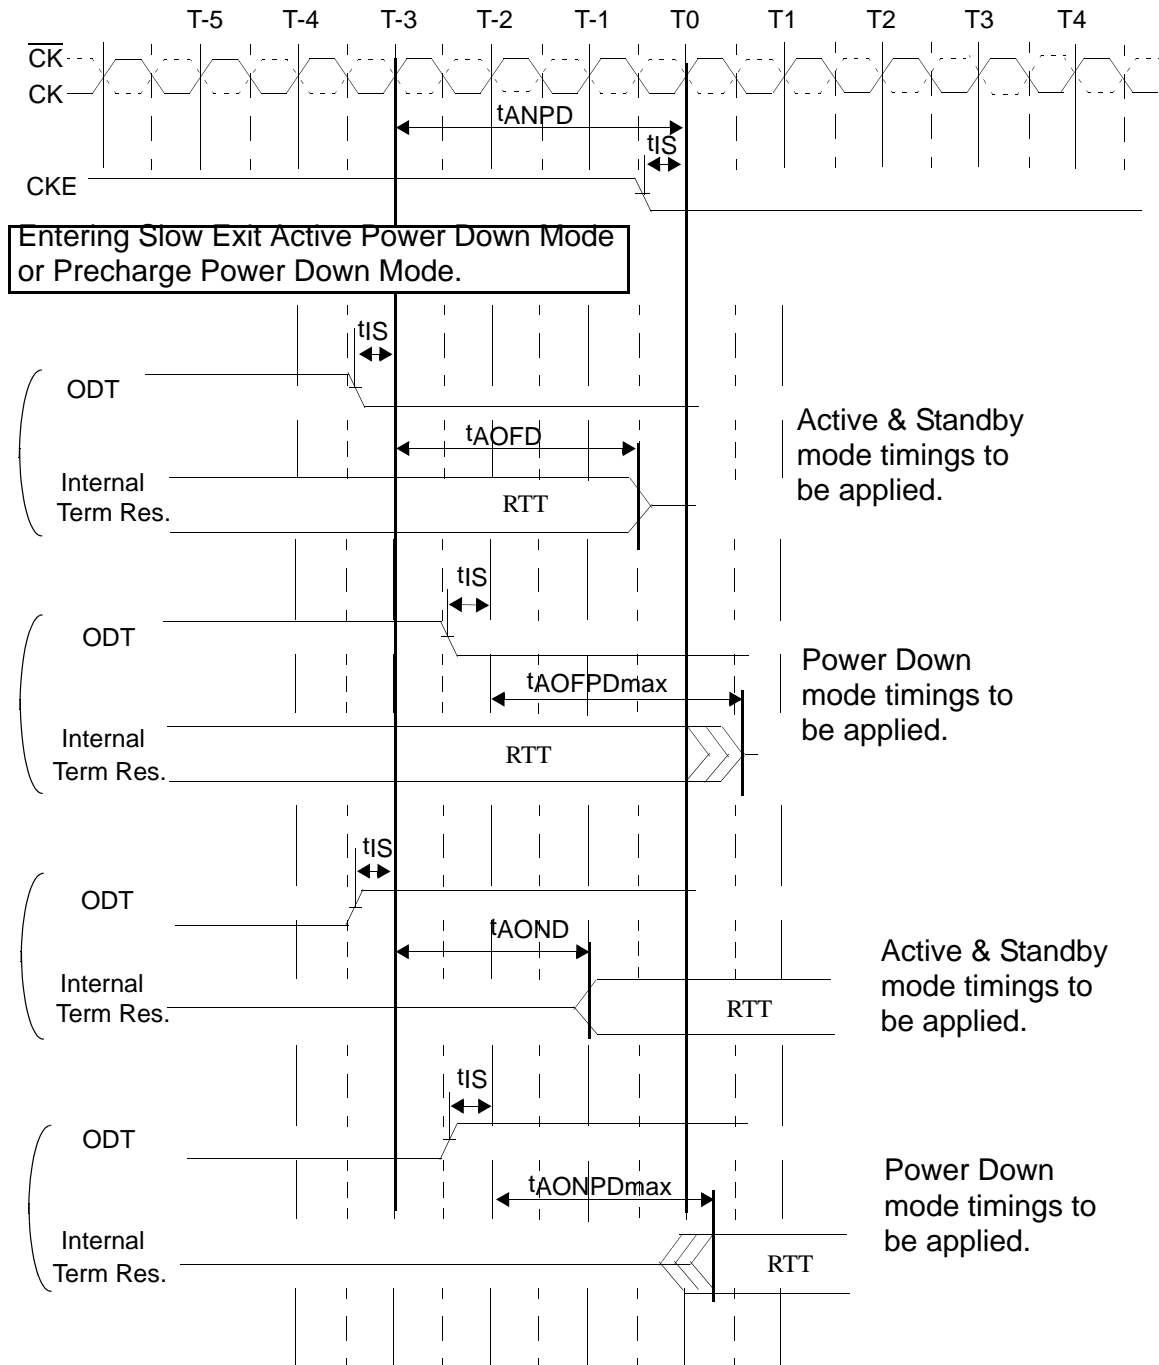 T-5 T-4 T-3 T-2 T-1 T0 T1 T2 T3 T4
CK
CK
tANPD
tIS
CKE
Entering Slow Exit Active Power Down Mode
or Precharge Power Down Mode.
tIS
ODT
tAOFD
Internal
Term Res.
RTT
Active & Standby
mode timings to
be applied.
tIS
ODT
tAOFPDmax
Internal
Term Res.
RTT
Power Down
mode timings to
be applied.
tIS
ODT
tAOND
Internal
Term Res.
RTT
Active & Standby
mode timings to
be applied.
tIS
ODT
tAONPDmax
Internal
Term Res.
RTT
Power Down
mode timings to
be applied.